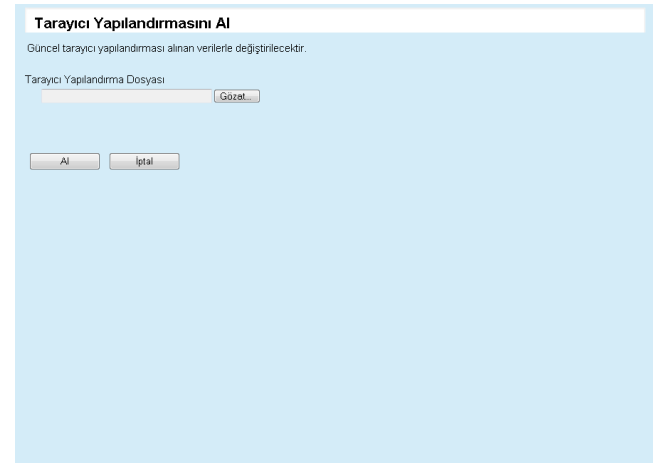 Tarayıcı Yapılandırmasını Al
Güncel tarayıcı yapılandırması alınan verilerle değiştirilecektir.
Tarayıcı Yapılandırma Dosyası
Gözat...
Al İptal